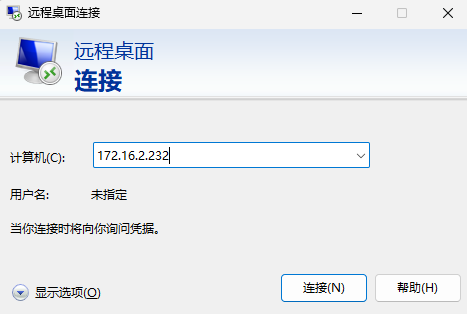 远程桌面连接
远程桌面
连接
计算机(C): 172.16.2.232
用户名: 未指定
当你连接时将向你询问凭据。
显示选项(O) 连接(N) 帮助(H)